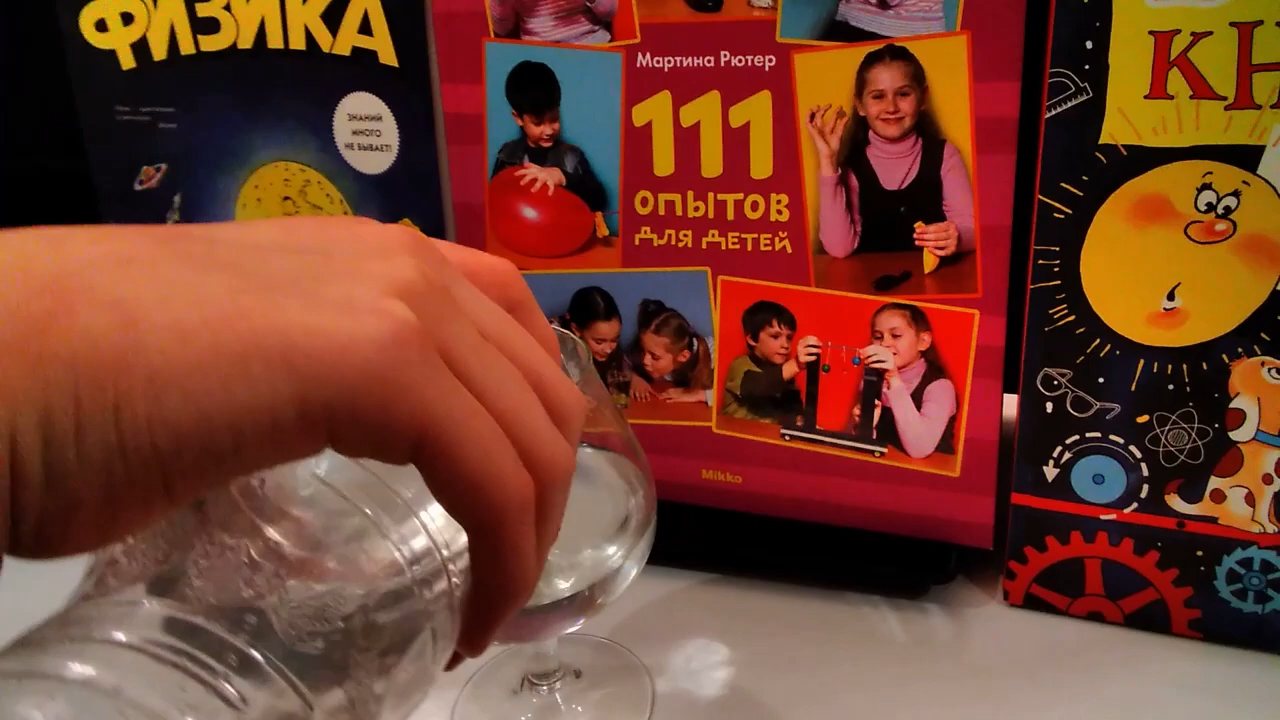 ФИЗИКА
ЗНАНИЙ
МНОГО
НЕ БЫВАЕТ!
Мартина Рютер
111
ОПЫТОВ
ДЛЯ ДЕТЕЙ
Mikko
КН